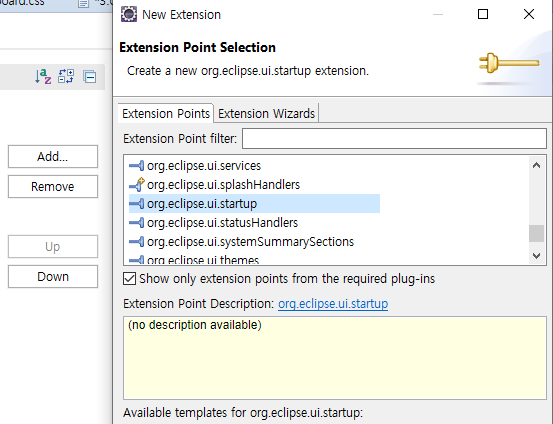 board.css
New Extension
Extension Point Selection
Create a new org.eclipse.ui.startup extension.
Extension Points
Extension Wizards
Extension Point filter:
org.eclipse.ui.services
org.eclipse.ui.splashHandlers
org.eclipse.ui.startup
org.eclipse.ui.statusHandlers
org.eclipse.ui.systemSummarySections
org.eclipse.ui.themes
Show only extension points from the required plug-ins
Extension Point Description: org.eclipse.ui.startup
(no description available)
Available templates for org.eclipse.ui.startup:
Add...
Remove
Up
Down